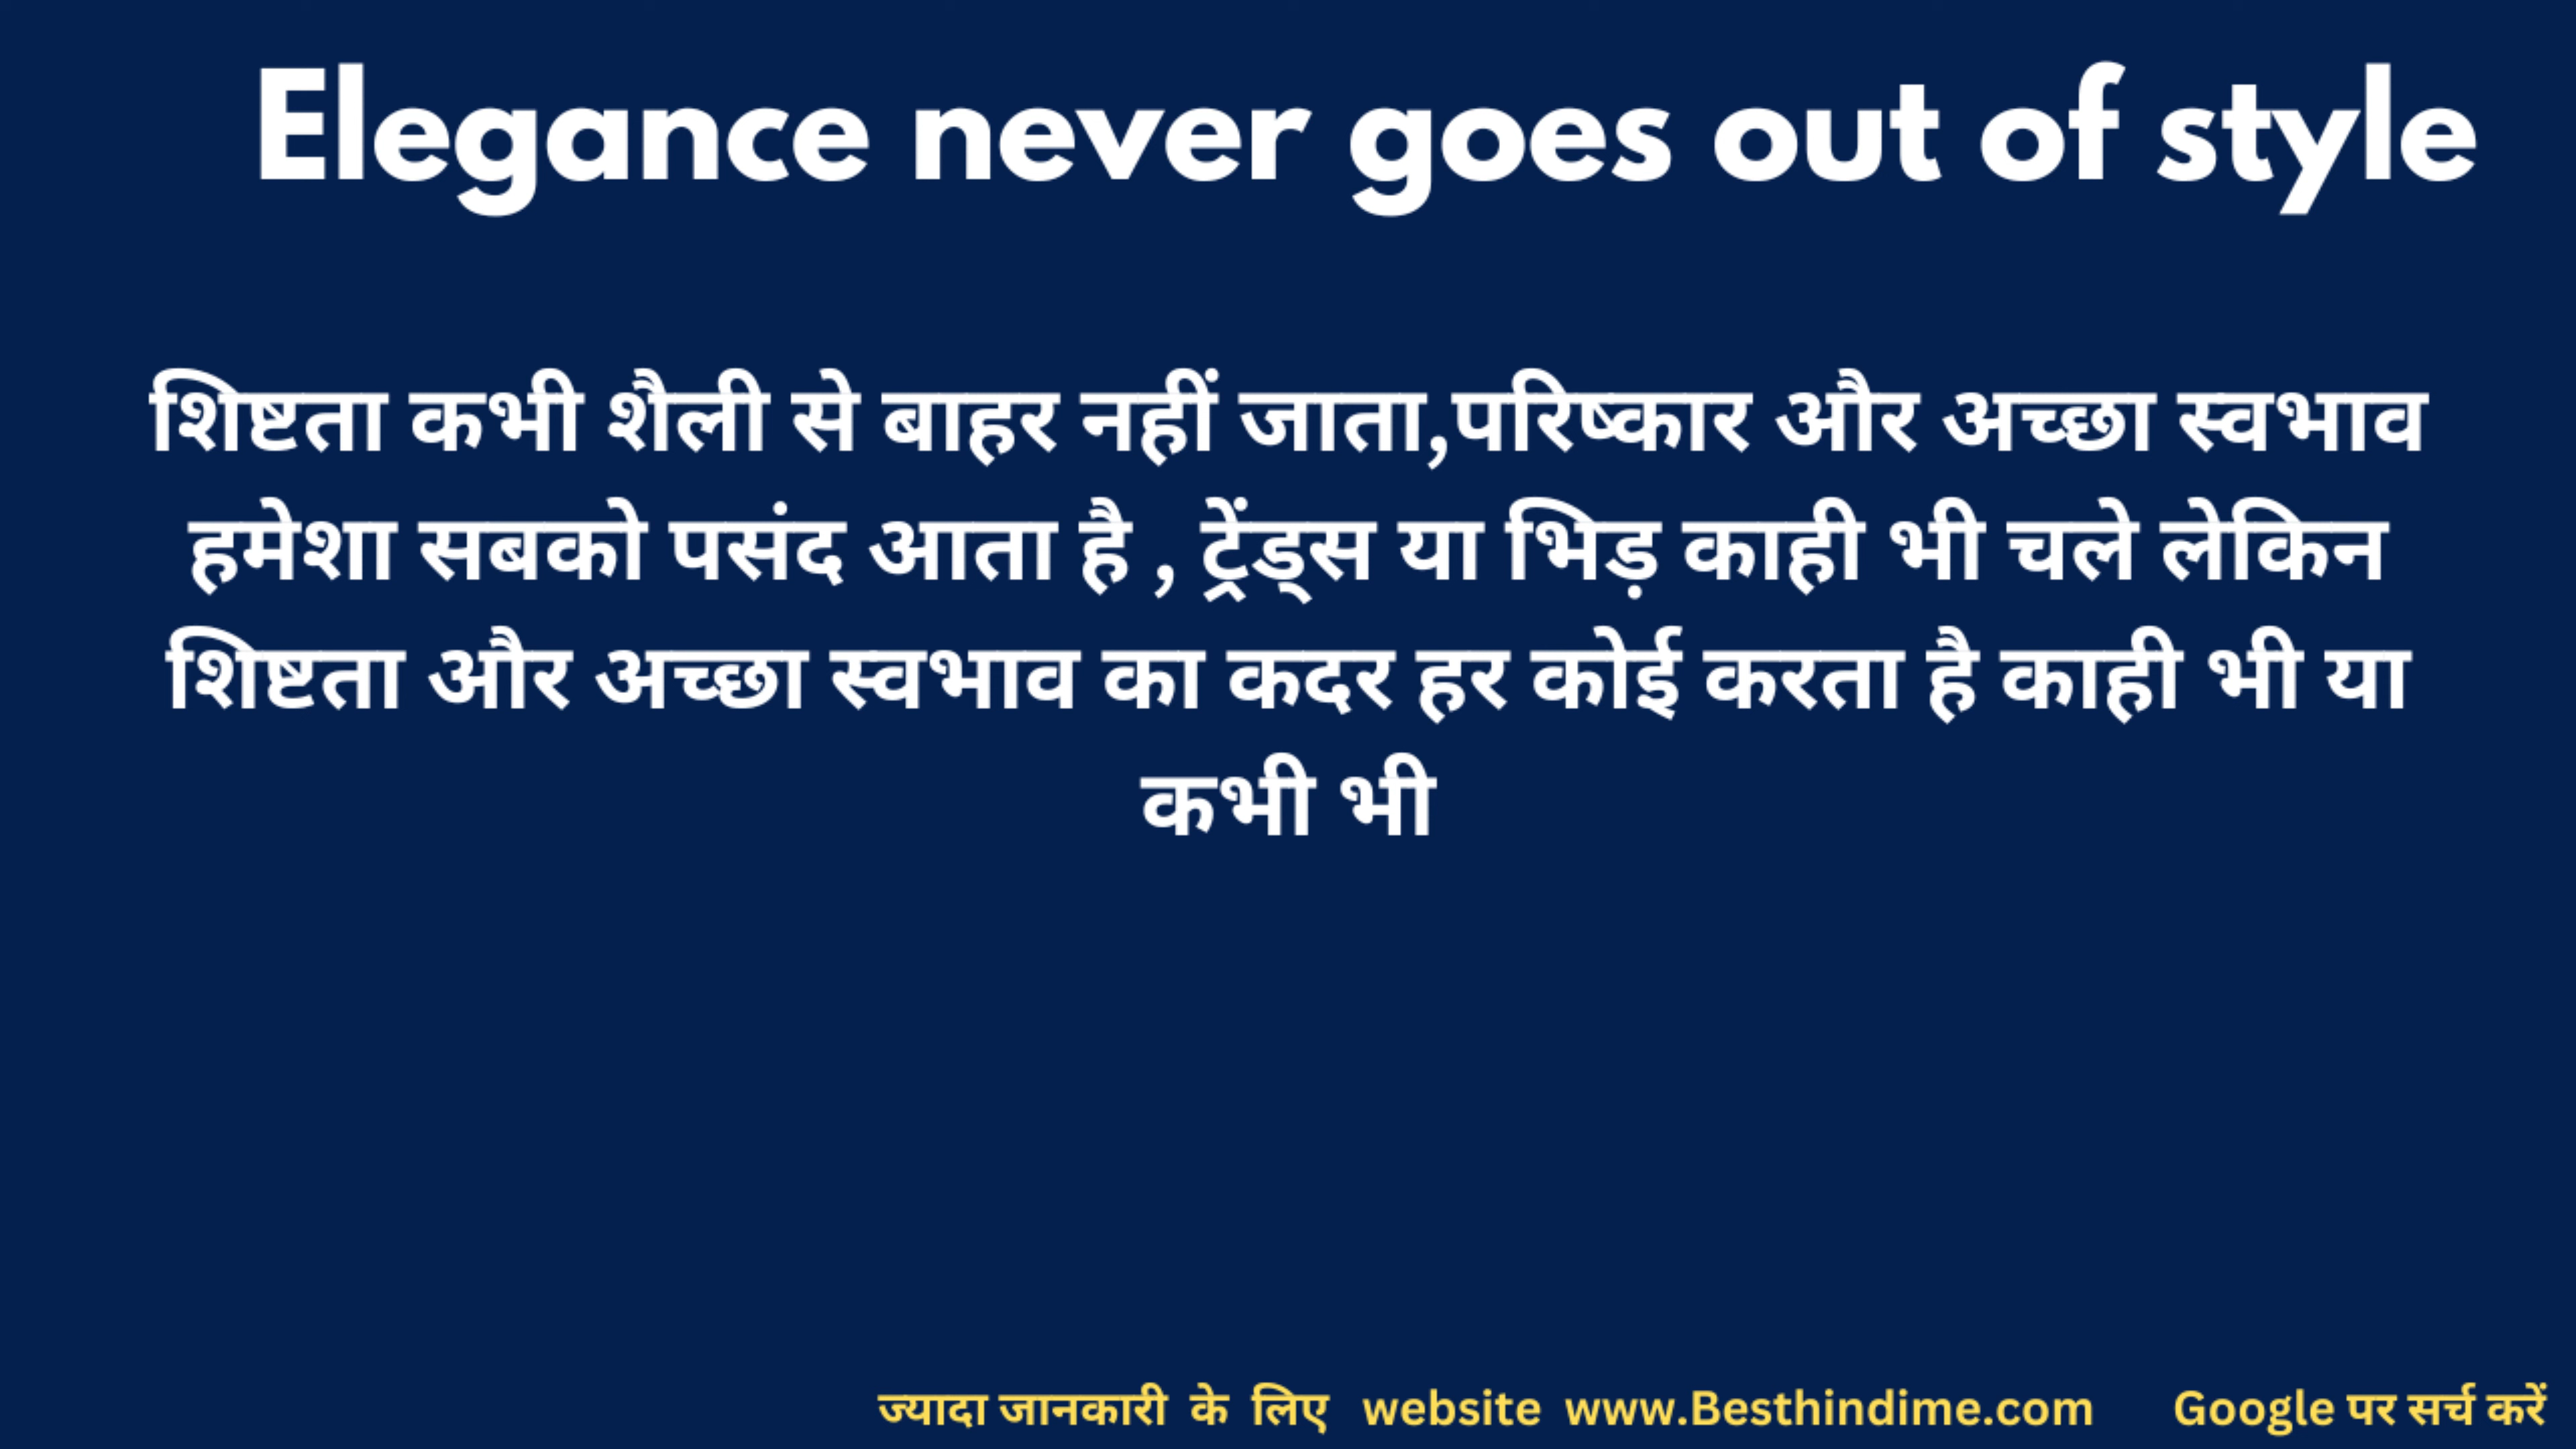 Elegance never goes out of style
शिष्टता कभी शैली से बाहर नहीं जाता,परिष्कार और अच्छा स्वभाव
हमेशा सबको पसंद आता है , ट्रेंड्स या भिड़ काही भी चले लेकिन
शिष्टता और अच्छा स्वभाव का कदर हर कोई करता है काही भी या
कभी भी
ज्यादा जानकारी के लिए website www.Besthindime.com Google पर सर्च करें